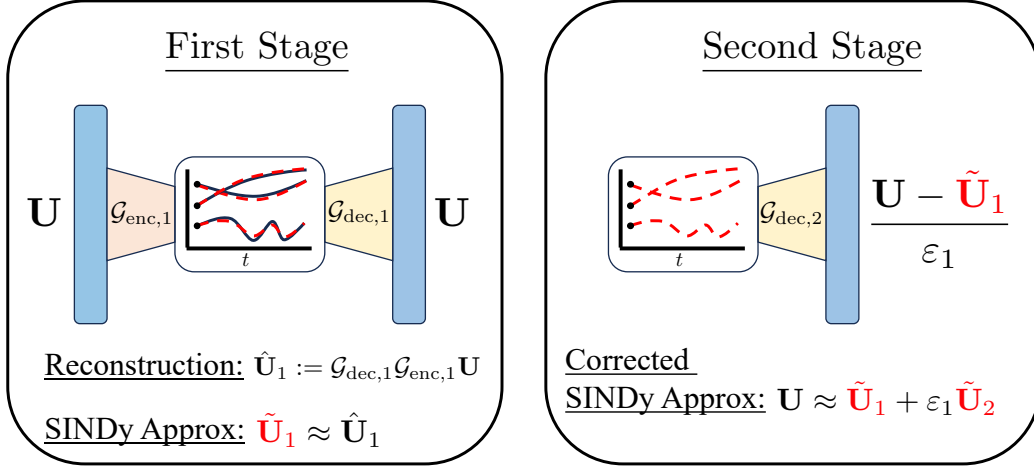 First Stage
U
𝒢enc,1
t
𝒢dec,1
U
Reconstruction: Û₁ := 𝒢dec,1𝒢enc,1U
SINDy Approx: Ũ₁ ≈ Û₁
Second Stage
t
𝒢dec,2
U − Ũ₁
ε₁
Corrected
SINDy Approx: U ≈ Ũ₁ + ε₁Ũ₂